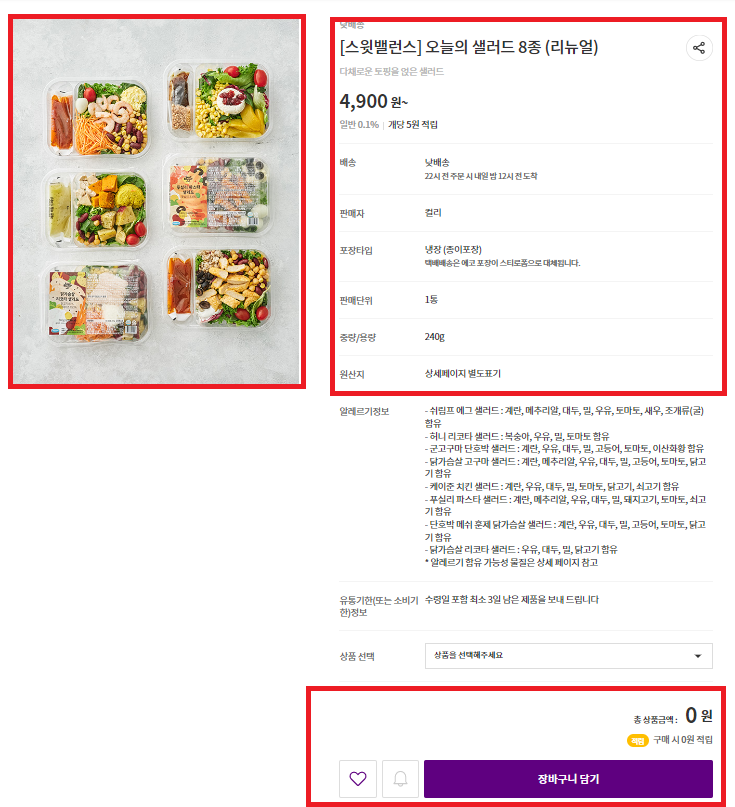 낮배송
[스윗밸런스] 오늘의 샐러드 8종 (리뉴얼)
다채로운 토핑을 얹은 샐러드
4,900 원~
일반 0.1% | 개당 5원 적립
배송
낮배송
22시 전 주문 시 내일 밤 12시 전 도착
판매자
컬리
포장타입
냉장 (종이포장)
택배배송은 에코 포장이 스티로폼으로 대체됩니다.
판매단위
1통
중량/용량
240g
원산지
상세페이지 별도표기
알레르기정보
- 쉬림프 에그 샐러드 : 계란, 메추리알, 대두, 밀, 우유, 토마토, 새우, 조개류(굴)
함유
- 허니 리코타 샐러드 : 복숭아, 우유, 밀, 토마토 함유
- 군고구마 단호박 샐러드 : 계란, 우유, 대두, 밀, 고등어, 토마토, 이산화황 함유
- 닭가슴살 고구마 샐러드 : 계란, 메추리알, 우유, 대두, 밀, 고등어, 토마토, 닭고
기 함유
- 케이준 치킨 샐러드 : 계란, 우유, 대두, 밀, 토마토, 닭고기, 쇠고기 함유
- 푸실리 파스타 샐러드 : 계란, 메추리알, 우유, 대두, 밀, 돼지고기, 토마토, 쇠고
기 함유
- 단호박 메쉬 훈제 닭가슴살 샐러드 : 계란, 우유, 대두, 밀, 고등어, 토마토, 닭고
기 함유
- 닭가슴살 리코타 샐러드 : 우유, 대두, 밀, 닭고기 함유
* 알레르기 함유 가능성 물질은 상세 페이지 참고
유통기한(또는 소비기
한)정보
수령일 포함 최소 3일 남은 제품을 보내 드립니다
상품 선택
상품을 선택해주세요
총 상품금액 : 0 원
적립 구매 시 0원 적립
장바구니 담기
푸실리 파스타
샐러드
닭가슴살
리코타 샐러드